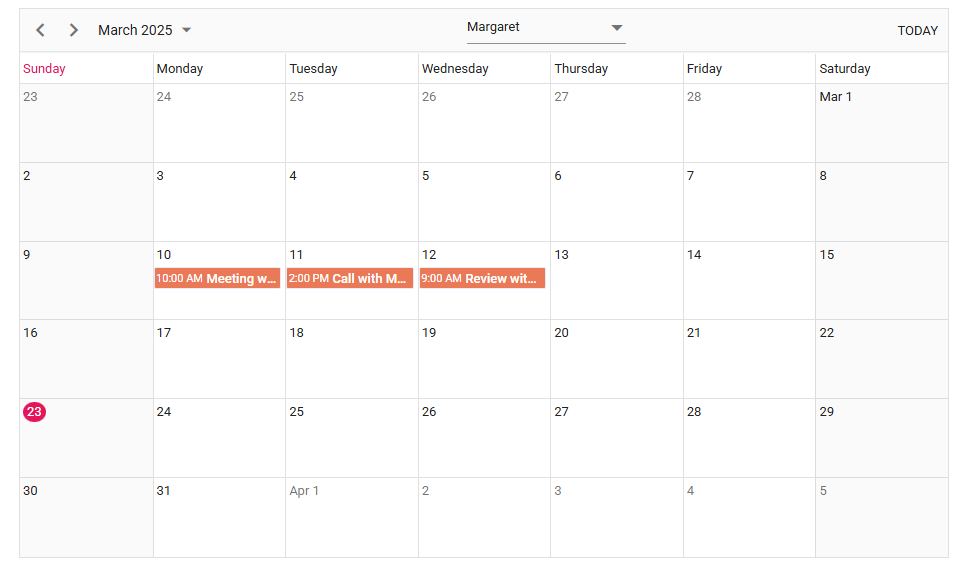 March 2025 Margaret TODAY
Sunday Monday Tuesday Wednesday Thursday Friday Saturday
23 24 25 26 27 28 Mar 1
2 3 4 5 6 7 8
9 10 11 12 13 14 15
10:00 AM Meeting w... 2:00 PM Call with M... 9:00 AM Review wit...
16 17 18 19 20 21 22
23 24 25 26 27 28 29
30 31 Apr 1 2 3 4 5